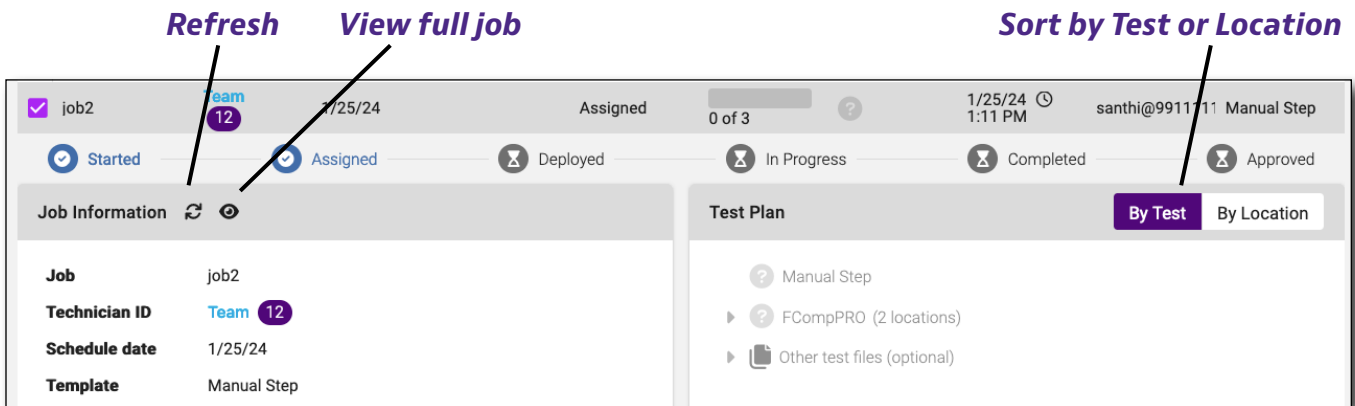 Refresh
View full job
Sort by Test or Location
job2
Team
12
1/25/24
Assigned
0 of 3
?
1/25/24
1:11 PM
santhi@9911111
Manual Step
Started
Assigned
Deployed
In Progress
Completed
Approved
Job Information
Test Plan
By Test
By Location
Job job2
Technician ID Team 12
Schedule date 1/25/24
Template Manual Step
? Manual Step
? FCompPRO (2 locations)
Other test files (optional)